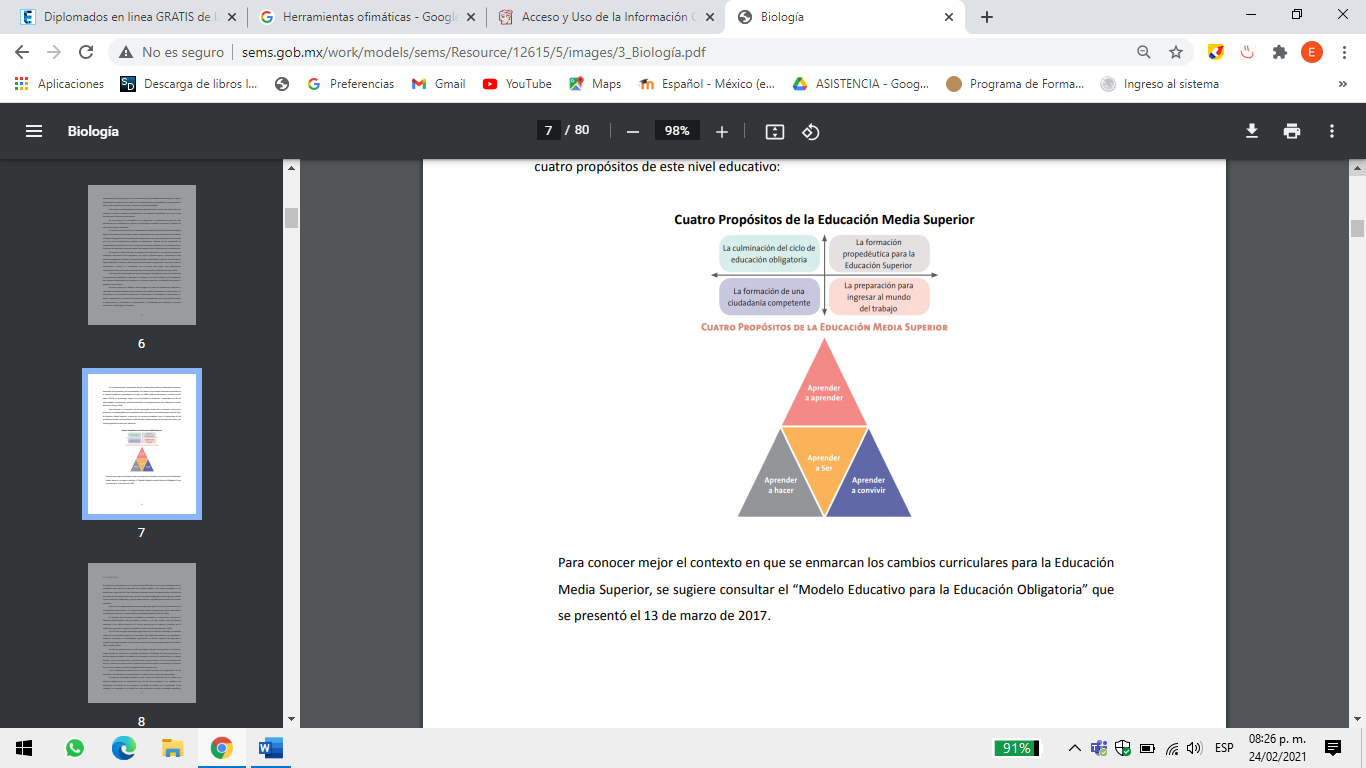 Diplomados en linea GRATIS de l
Herramientas ofimáticas - Google
Acceso y Uso de la Información C
Biología
No es seguro | sems.gob.mx/work/models/sems/Resource/12615/5/images/3_Biología.pdf
E
Aplicaciones
Descarga de libros I...
Preferencias
Gmail
YouTube
Maps
Español - México (e...
ASISTENCIA - Goog...
Programa de Forma...
Ingreso al sistema
»
Biología
7 / 80
98%
6
7
8
cuatro propósitos de este nivel educativo:
Cuatro Propósitos de la Educación Media Superior
La culminación del ciclo de
educación obligatoria
La formación
propedéutica para la
Educación Superior
La formación de una
ciudadanía competente
La preparación para
ingresar al mundo
del trabajo
Cuatro Propósitos de la Educación Media Superior
Aprender
a aprender
Aprender
a Ser
Aprender
a hacer
Aprender
a convivir
Para conocer mejor el contexto en que se enmarcan los cambios curriculares para la Educación
Media Superior, se sugiere consultar el “Modelo Educativo para la Educación Obligatoria” que
se presentó el 13 de marzo de 2017.
91%
ESP
08:26 p. m.
24/02/2021